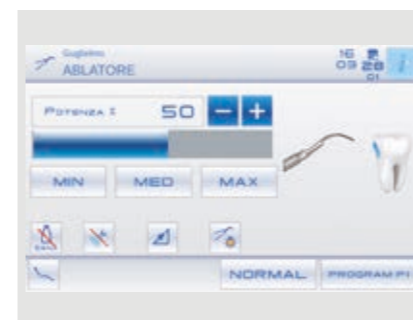 Guglielmo
ABLATORE
16
03 28
01
POTENZA % 50 - +
MIN MED MAX
NORMAL PROGRAM P1